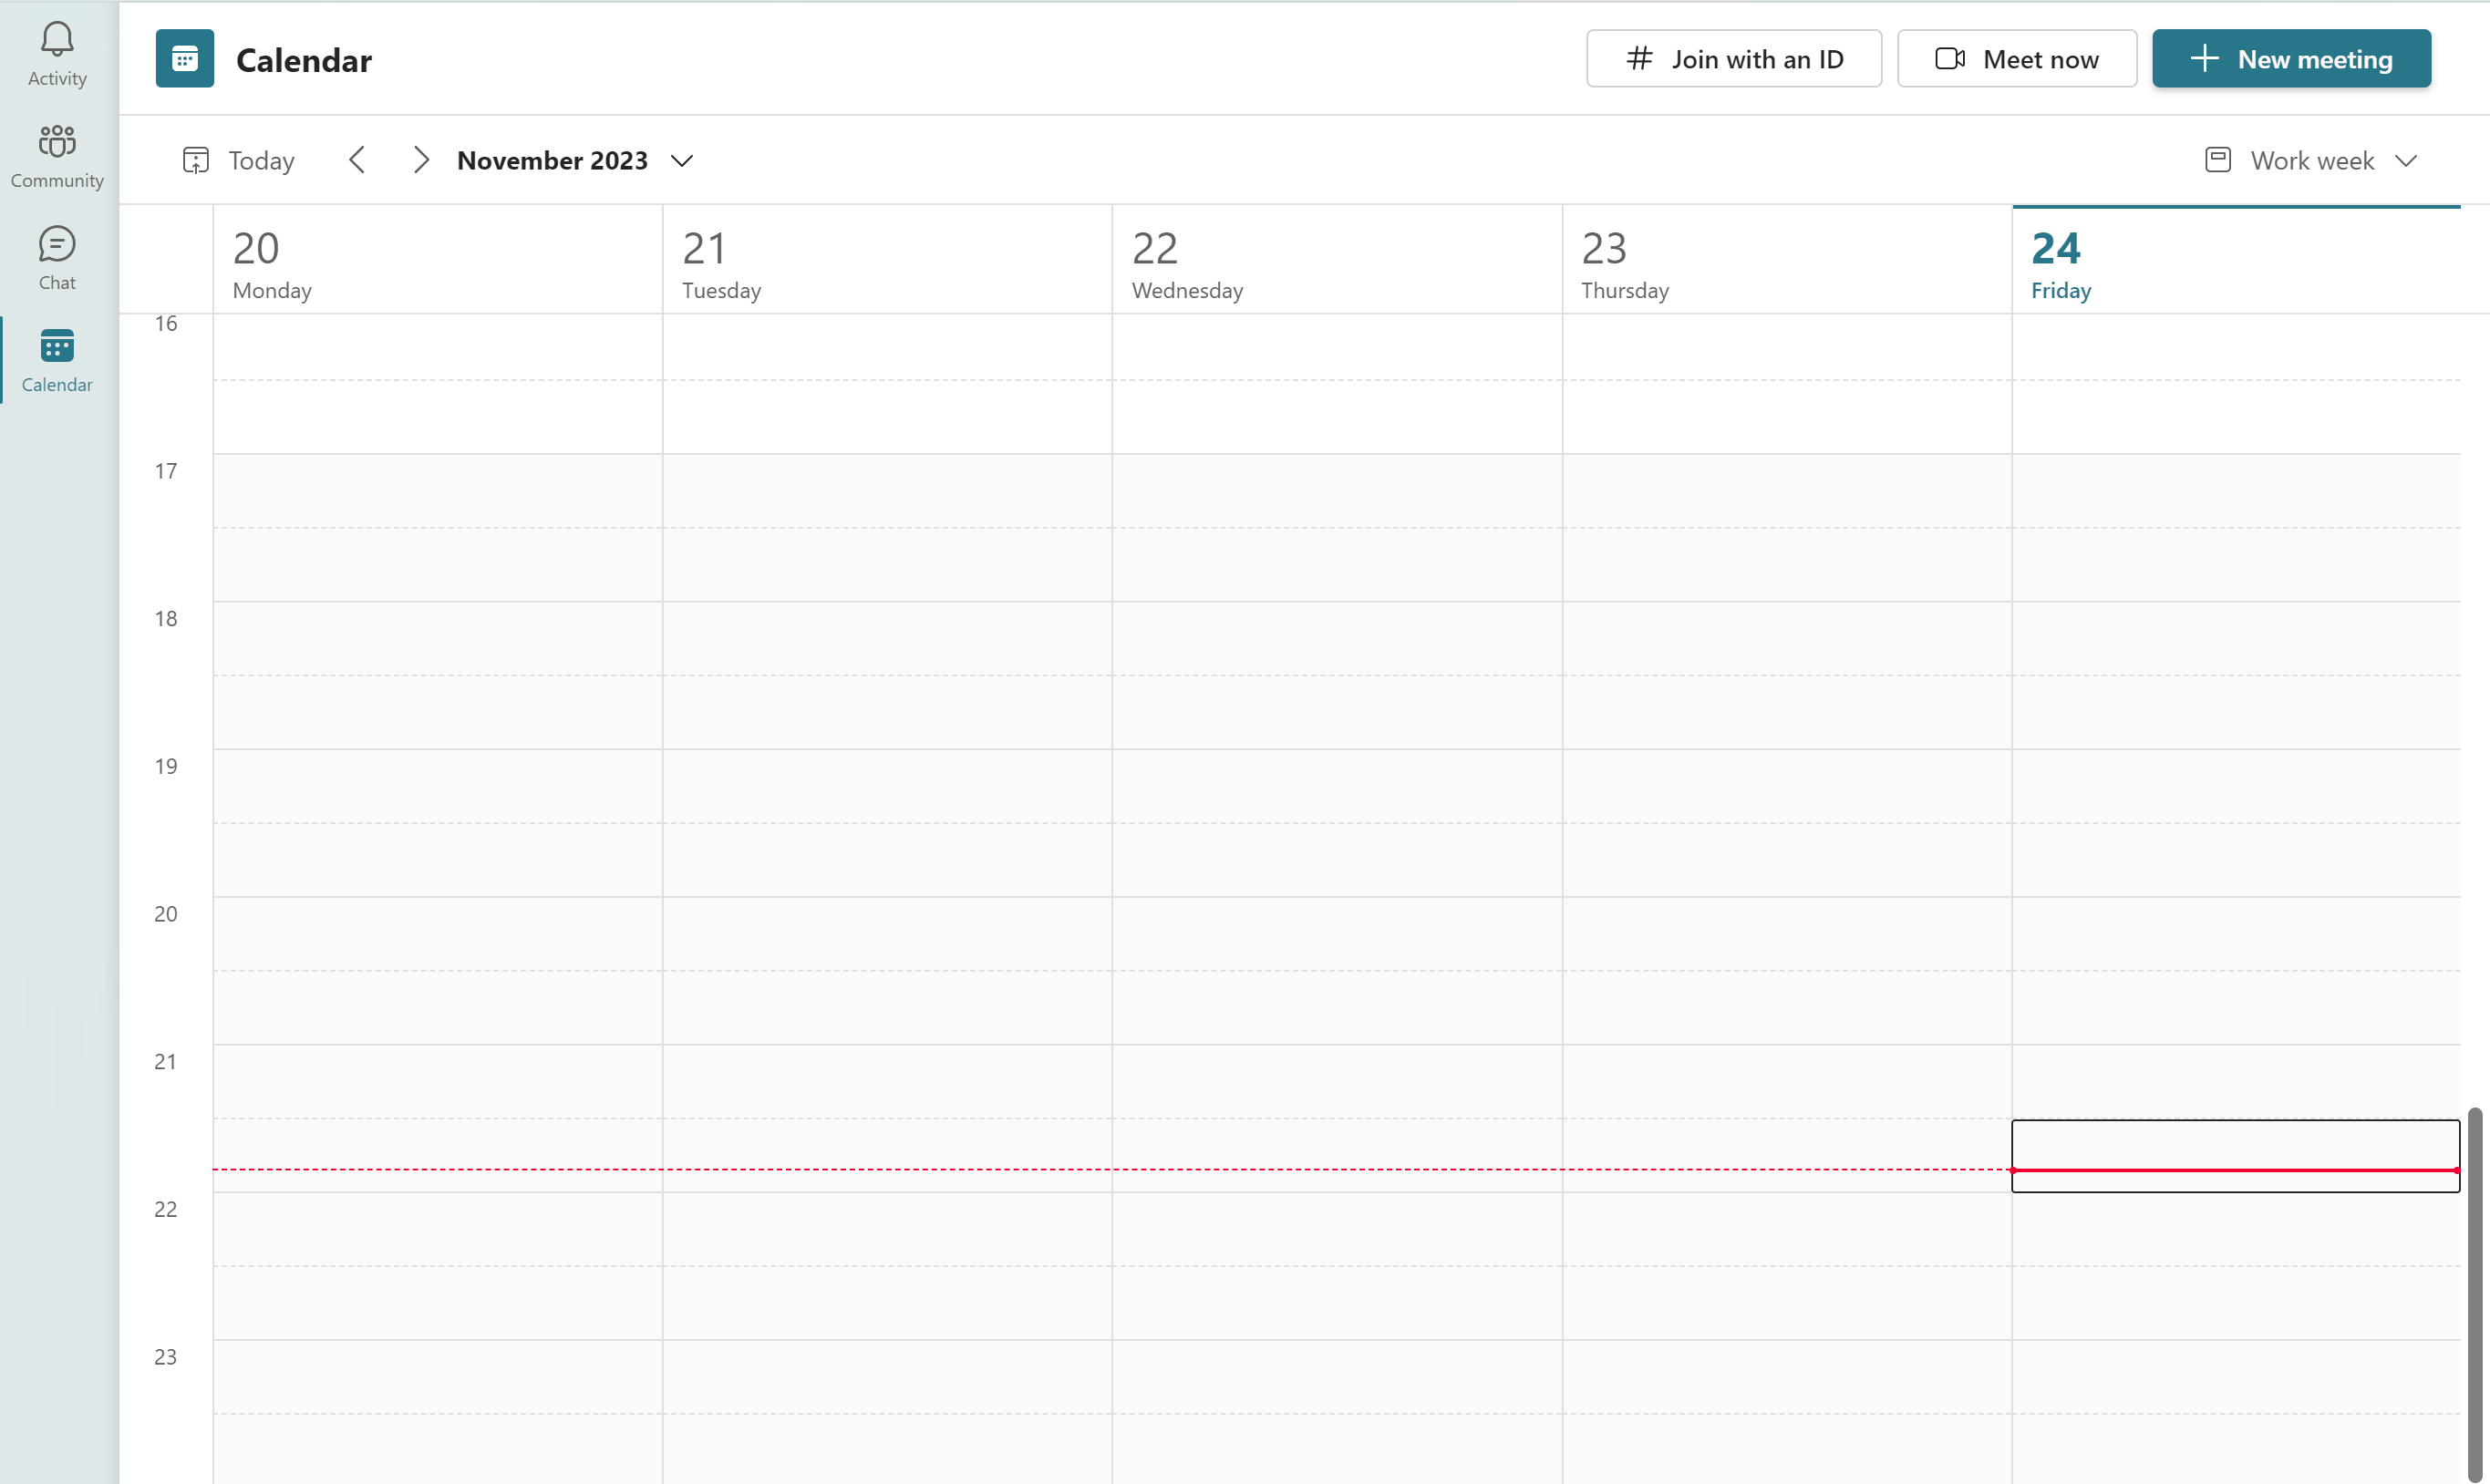 Activity
Community
Chat
Calendar
Calendar
Join with an ID
Meet now
New meeting
Today
November 2023
Work week
20
Monday
21
Tuesday
22
Wednesday
23
Thursday
24
Friday
16
17
18
19
20
21
22
23